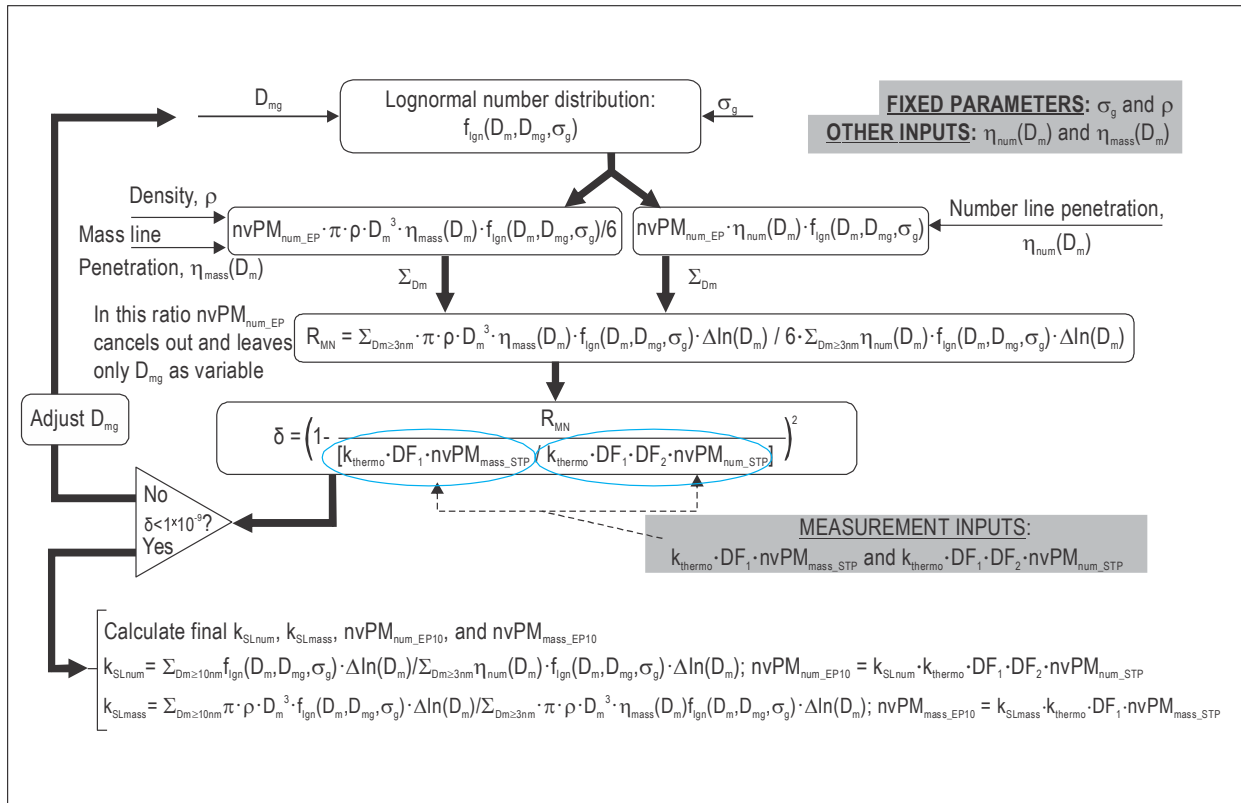 D_mg
Lognormal number distribution:
f_lgn(D_m,D_mg,σ_g)
σ_g
FIXED PARAMETERS: σ_g and ρ
OTHER INPUTS: η_num(D_m) and η_mass(D_m)
Density, ρ
Mass line
Penetration, η_mass(D_m)
nvPM_num_EP·π·ρ·D_m^3·η_mass(D_m)·f_lgn(D_m,D_mg,σ_g)/6
nvPM_num_EP·η_num(D_m)·f_lgn(D_m,D_mg,σ_g)
Number line penetration,
η_num(D_m)
Σ_Dm
Σ_Dm
In this ratio nvPM_num_EP
cancels out and leaves
only D_mg as variable
R_MN = Σ_Dm≥3nm·π·ρ·D_m^3·η_mass(D_m)·f_lgn(D_m,D_mg,σ_g)·Δln(D_m) / 6·Σ_Dm≥3nm η_num(D_m)·f_lgn(D_m,D_mg,σ_g)·Δln(D_m)
Adjust D_mg
R_MN
δ = (1- )^2
[k_thermo·DF_1·nvPM_mass_STP / k_thermo·DF_1·DF_2·nvPM_num_STP]
No
δ<1×10^-9?
Yes
MEASUREMENT INPUTS:
k_thermo·DF_1·nvPM_mass_STP and k_thermo·DF_1·DF_2·nvPM_num_STP
Calculate final k_SLnum, k_SLmass, nvPM_num_EP10, and nvPM_mass_EP10
k_SLnum = Σ_Dm≥10nm f_lgn(D_m,D_mg,σ_g)·Δln(D_m)/Σ_Dm≥3nm η_num(D_m)·f_lgn(D_m,D_mg,σ_g)·Δln(D_m); nvPM_num_EP10 = k_SLnum·k_thermo·DF_1·DF_2·nvPM_num_STP
k_SLmass = Σ_Dm≥10nm π·ρ·D_m^3·f_lgn(D_m,D_mg,σ_g)·Δln(D_m)/Σ_Dm≥3nm·π·ρ·D_m^3·η_mass(D_m)f_lgn(D_m,D_mg,σ_g)·Δln(D_m); nvPM_mass_EP10 = k_SLmass·k_thermo·DF_1·nvPM_mass_STP